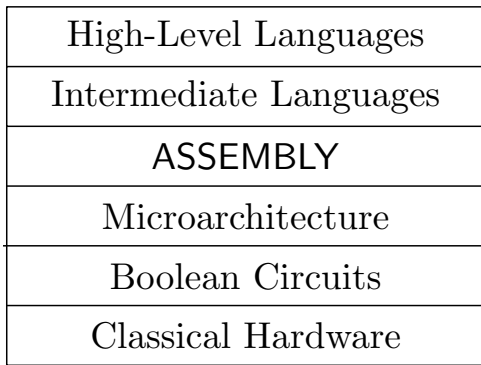 High-Level Languages
Intermediate Languages
ASSEMBLY
Microarchitecture
Boolean Circuits
Classical Hardware